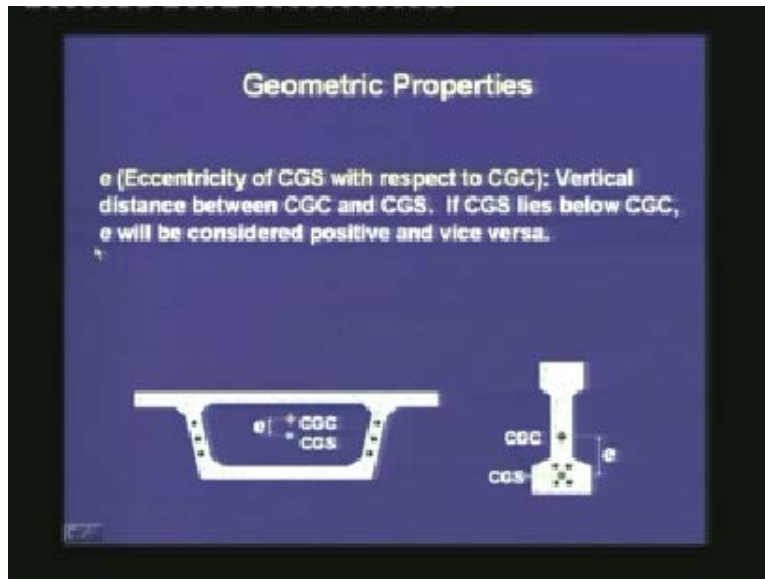 Geometric Properties
e (Eccentricity of CGS with respect to CGC): Vertical
distance between CGC and CGS. If CGS lies below CGC,
e will be considered positive and vice versa.
e CGC
CGS
CGC
e
CGS